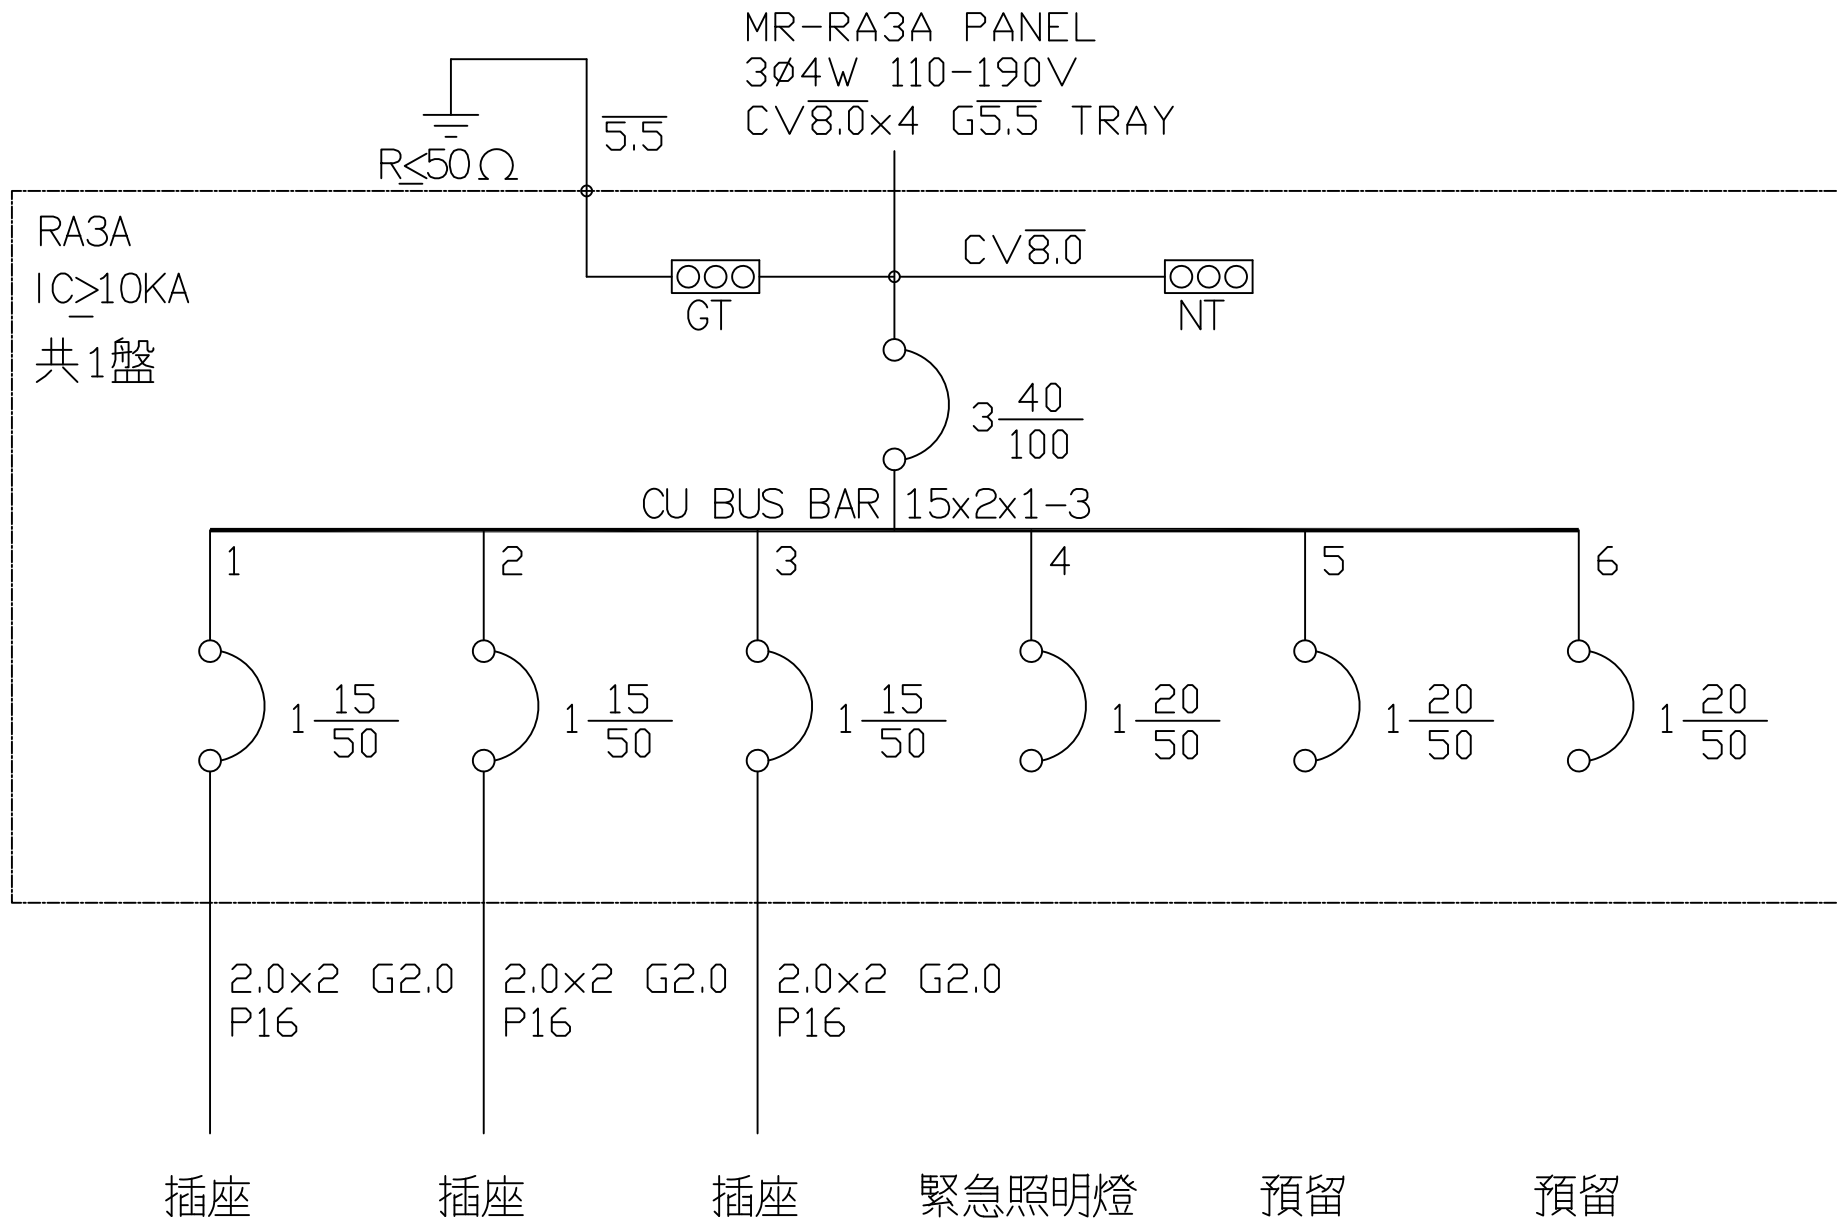 MR-RA3A PANEL
3ø4W 110-190V
CV8.0x4 G5.5 TRAY
5.5
R≤50Ω
RA3A
IC≥10KA
共1盤
CV8.0
GT
NT
3 40
100
CU BUS BAR 15x2x1-3
1 2 3 4 5 6
1 15 1 15 1 15 1 20 1 20 1 20
50 50 50 50 50 50
2.0x2 G2.0 2.0x2 G2.0 2.0x2 G2.0
P16 P16 P16
插座 插座 插座 緊急照明燈 預留 預留